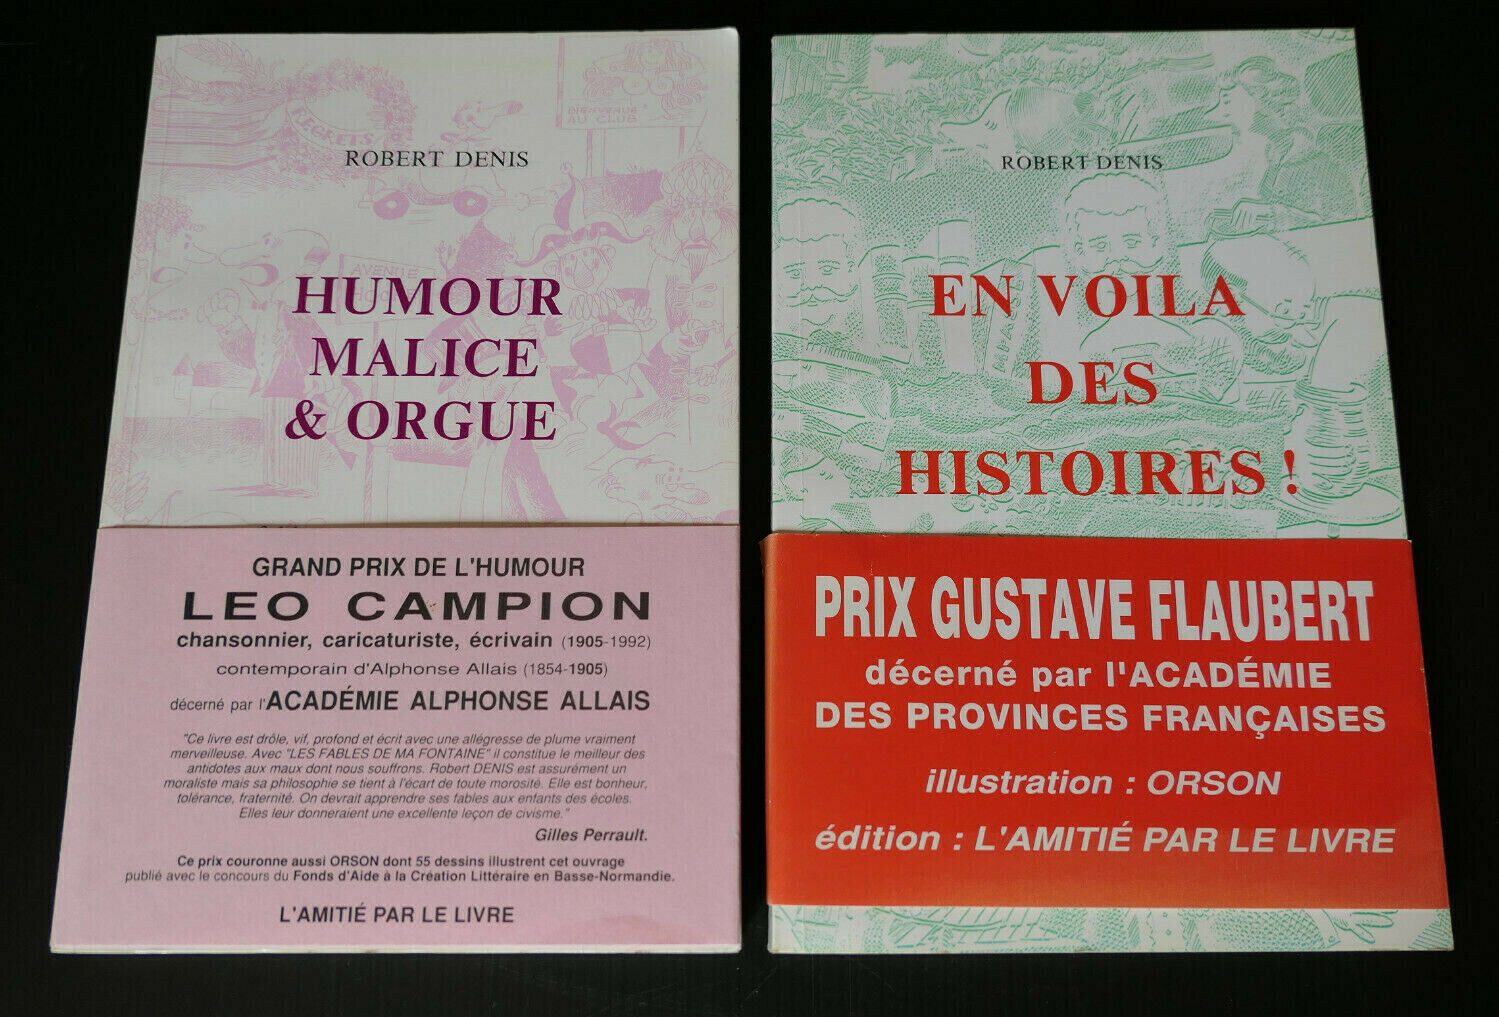 REGRETS
BIENVENUE
AU CLUB
ROBERT DENIS
AVENUE
HUMOUR
MALICE
& ORGUE
GRAND PRIX DE L'HUMOUR
LEO CAMPION
chansonnier, caricaturiste, écrivain (1905-1992)
contemporain d'Alphonse Allais (1854-1905)
décerné par l'ACADÉMIE ALPHONSE ALLAIS
"Ce livre est drôle, vif, profond et écrit avec une allégresse de plume vraiment
merveilleuse. Avec "LES FABLES DE MA FONTAINE" il constitue le meilleur des
antidotes aux maux dont nous souffrons. Robert DENIS est assurément un
moraliste mais sa philosophie se tient à l'écart de toute morosité. Elle est bonheur,
tolérance, fraternité. On devrait apprendre ses fables aux enfants des écoles.
Elles leur donneraient une excellente leçon de civisme."
Gilles Perrault.
Ce prix couronne aussi ORSON dont 55 dessins illustrent cet ouvrage
publié avec le concours du Fonds d'Aide à la Création Littéraire en Basse-Normandie.
L'AMITIÉ PAR LE LIVRE
ROBERT DENIS
EN VOILA
DES
HISTOIRES !
PRIX GUSTAVE FLAUBERT
décerné par l'ACADÉMIE
DES PROVINCES FRANÇAISES
illustration : ORSON
édition : L'AMITIÉ PAR LE LIVRE